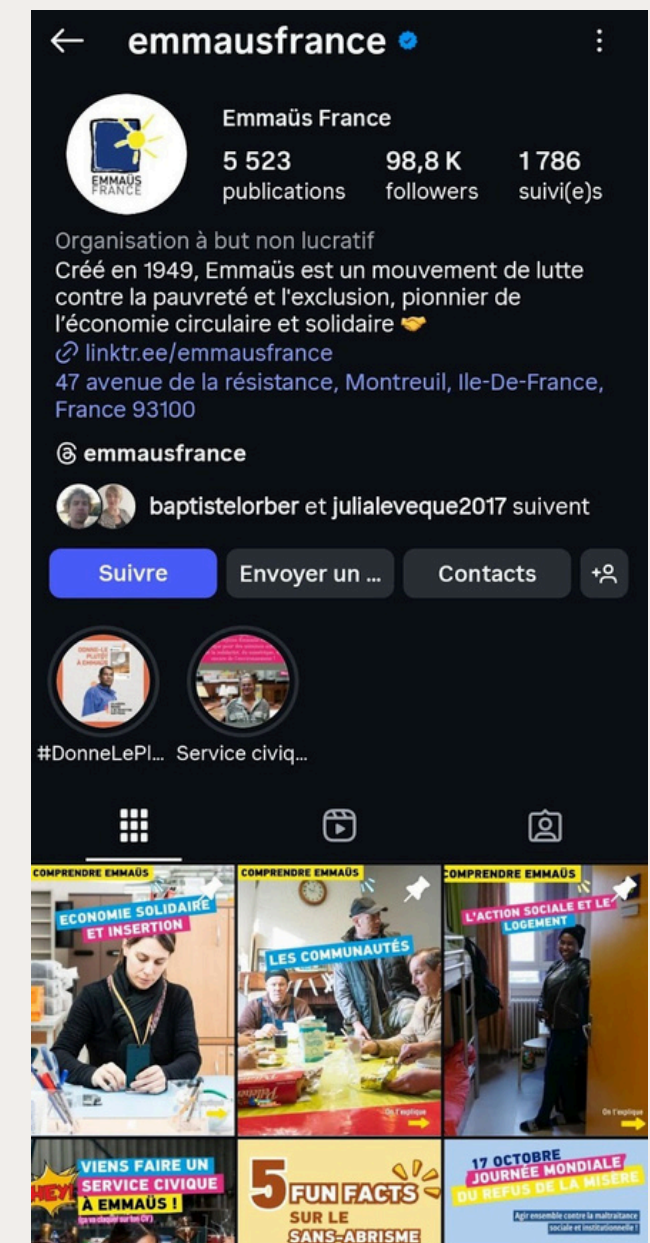 emmausfrance
EMMAÜS
FRANCE
Emmaüs France
5 523
98,8 K
1 786
publications
followers
suivi(e)s
Organisation à but non lucratif
Créé en 1949, Emmaüs est un mouvement de lutte
contre la pauvreté et l'exclusion, pionnier de
l'économie circulaire et solidaire 🤝
linktr.ee/emmausfrance
47 avenue de la résistance, Montreuil, Ile-De-France,
France 93100
emmausfrance
baptistelorber et julialeveque2017 suivent
Suivre
Envoyer un ...
Contacts
DONNE-LE
PLUTÔT
À EMMAÜS
#DonneLePl...
Service civiq...
COMPRENDRE EMMAÜS
ECONOMIE SOLIDAIRE
ET INSERTION
COMPRENDRE EMMAÜS
LES COMMUNAUTÉS
On t'explique
COMPRENDRE EMMAÜS
L'ACTION SOCIALE ET LE
LOGEMENT
On t'explique
HEY!
VIENS FAIRE UN
SERVICE CIVIQUE
À EMMAÜS !
5 FUN FACTS
SUR LE
SANS-ABRISME
17 OCTOBRE
JOURNÉE MONDIALE
DU REFUS DE LA MISÈRE
Agir ensemble contre la maltraitance
sociale et institutionnelle !